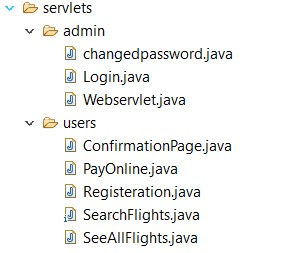 servlets
admin
changedpassword.java
Login.java
Webservlet.java
users
ConfirmationPage.java
PayOnline.java
Registeration.java
SearchFlights.java
SeeAllFlights.java